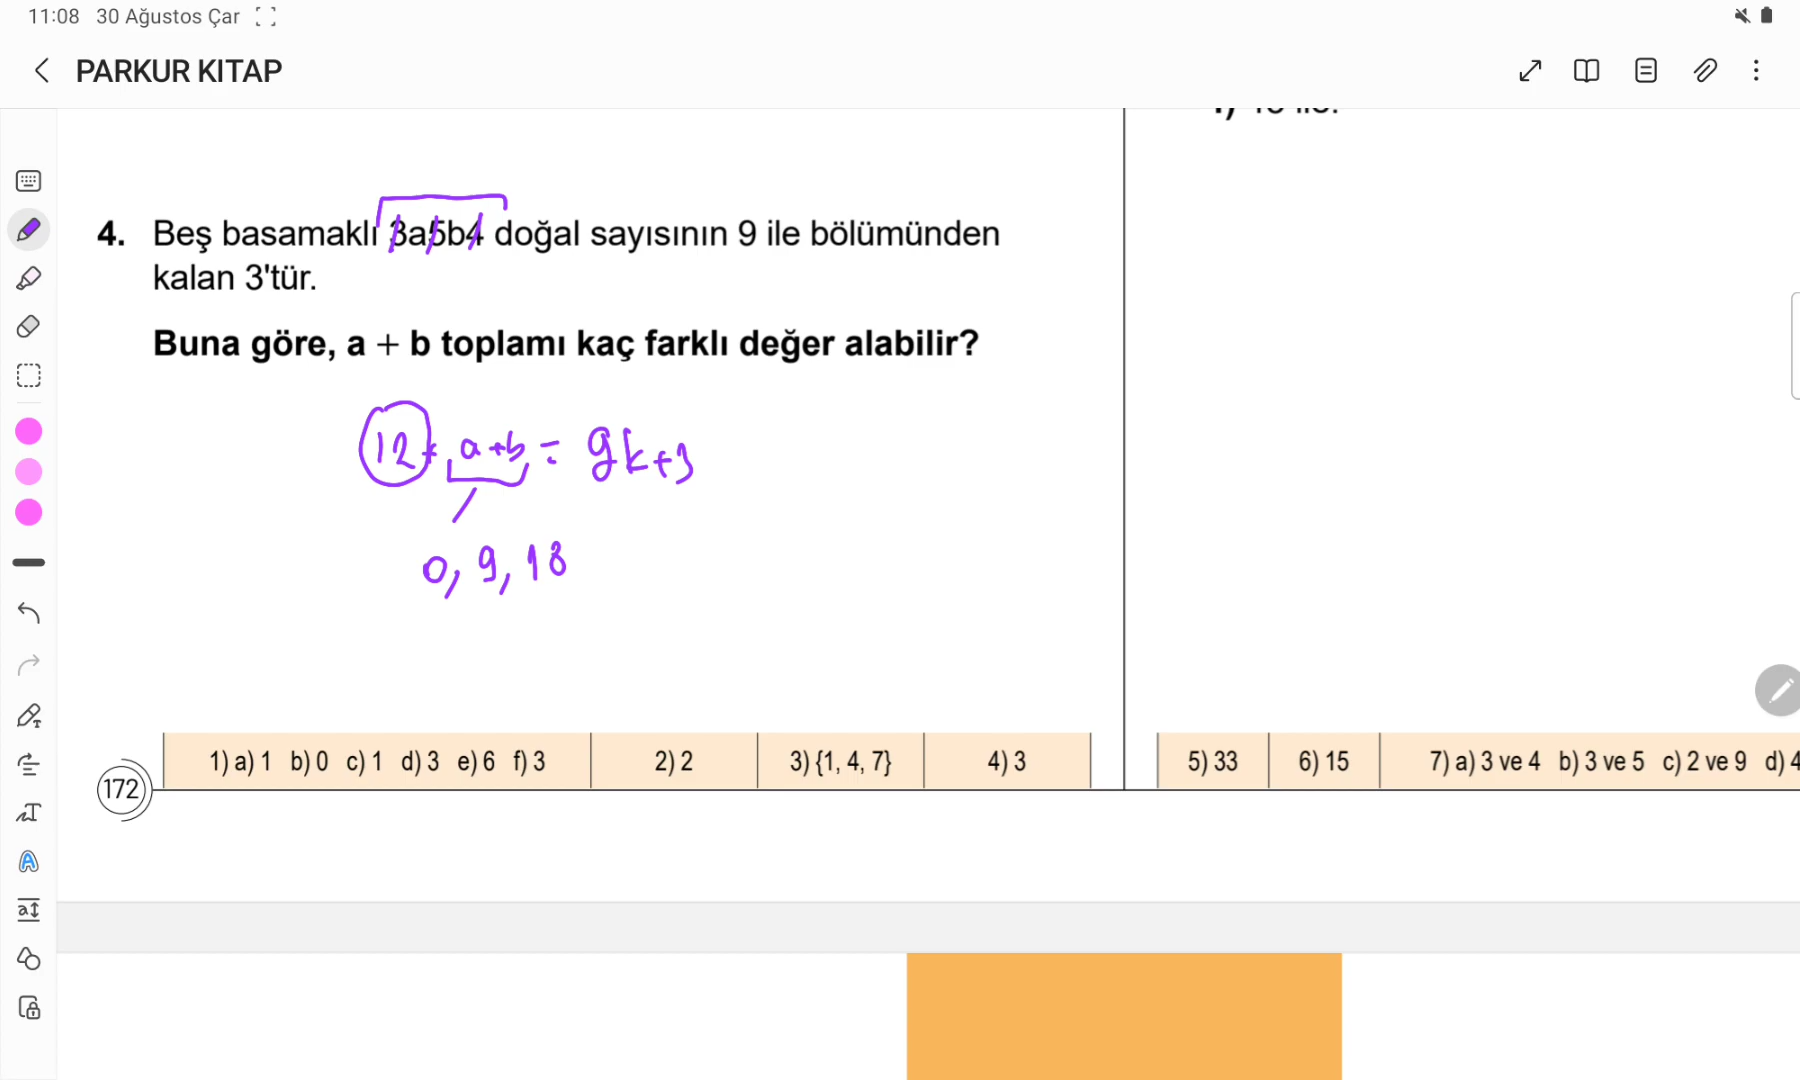 11:08 30 Ağustos Çar
PARKUR KITAP
4. Beş basamaklı 3a5b4 doğal sayısının 9 ile bölümünden
kalan 3'tür.
Buna göre, a + b toplamı kaç farklı değer alabilir?
12 + a+b = 9k+3
0, 9, 18
1) a) 1 b) 0 c) 1 d) 3 e) 6 f) 3 2) 2 3) {1, 4, 7} 4) 3
5) 33 6) 15 7) a) 3 ve 4 b) 3 ve 5 c) 2 ve 9 d) 4
172